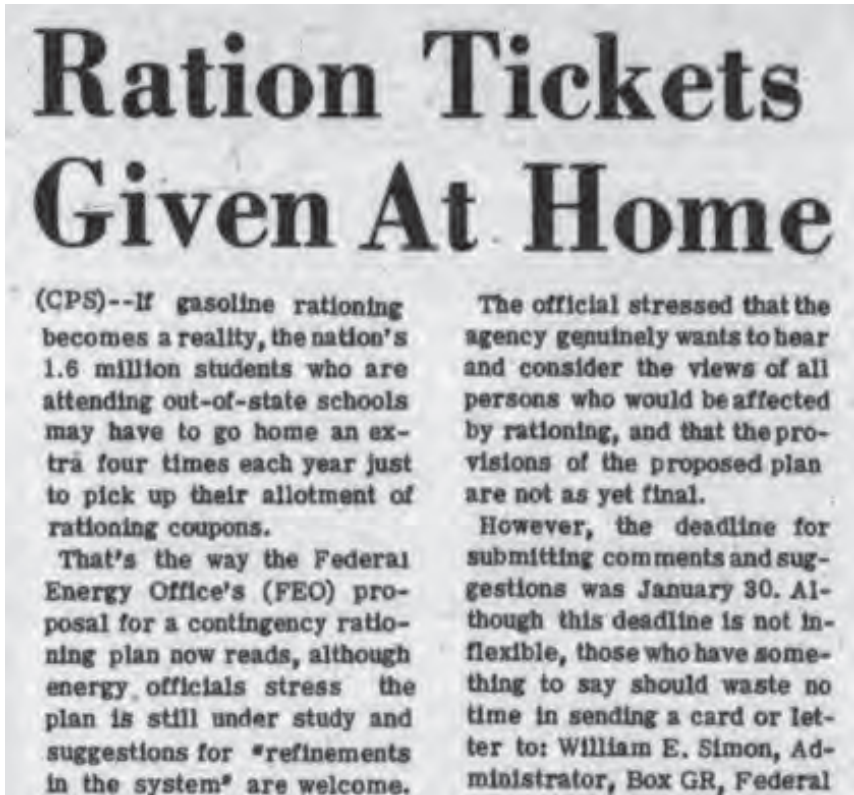 Ration Tickets
Given At Home
(CPS)--If gasoline rationing
becomes a reality, the nation's
1.6 million students who are
attending out-of-state schools
may have to go home an ex-
tra four times each year just
to pick up their allotment of
rationing coupons.
That's the way the Federal
Energy Office's (FEO) pro-
posal for a contingency ratio-
ning plan now reads, although
energy officials stress the
plan is still under study and
suggestions for "refinements
in the system" are welcome.
The official stressed that the
agency genuinely wants to hear
and consider the views of all
persons who would be affected
by rationing, and that the pro-
visions of the proposed plan
are not as yet final.
However, the deadline for
submitting comments and sug-
gestions was January 30. Al-
though this deadline is not in-
flexible, those who have some-
thing to say should waste no
time in sending a card or let-
ter to: William E. Simon, Ad-
ministrator, Box GR, Federal